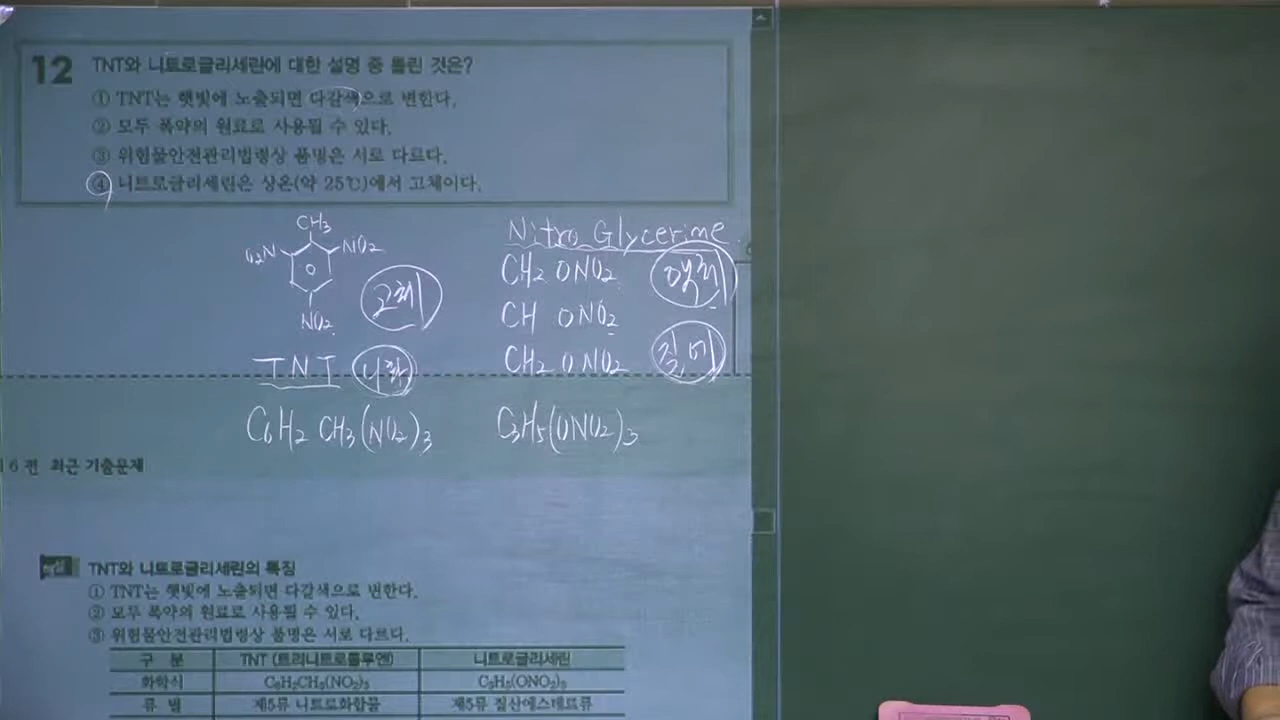 12 TNT와 니트로글리세린에 대한 설명 중 틀린 것은?
① TNT는 햇빛에 노출되면 다갈색으로 변한다.
② 모두 폭약의 원료로 사용될 수 있다.
③ 위험물안전관리법령상 품명은 서로 다르다.
④ 니트로글리세린은 상온(약 25℃)에서 고체이다.
CH3
O2N
NO2
NO2
고체
TNT 니화
C6H2 CH3(NO2)3
Nitro Glycerine
CH2 ONO2 액체
CH ONO2
CH2 ONO2 질.에
C3H5(ONO2)3
6 편 최근 기출문제
해설 TNT와 니트로글리세린의 특징
① TNT는 햇빛에 노출되면 다갈색으로 변한다.
② 모두 폭약의 원료로 사용될 수 있다.
③ 위험물안전관리법령상 품명은 서로 다르다.
구 분 TNT (트리니트로톨루엔) 니트로글리세린
화학식 C6H2CH3(NO2)3 C3H5(ONO2)3
류 별 제5류 니트로화합물 제5류 질산에스테르류